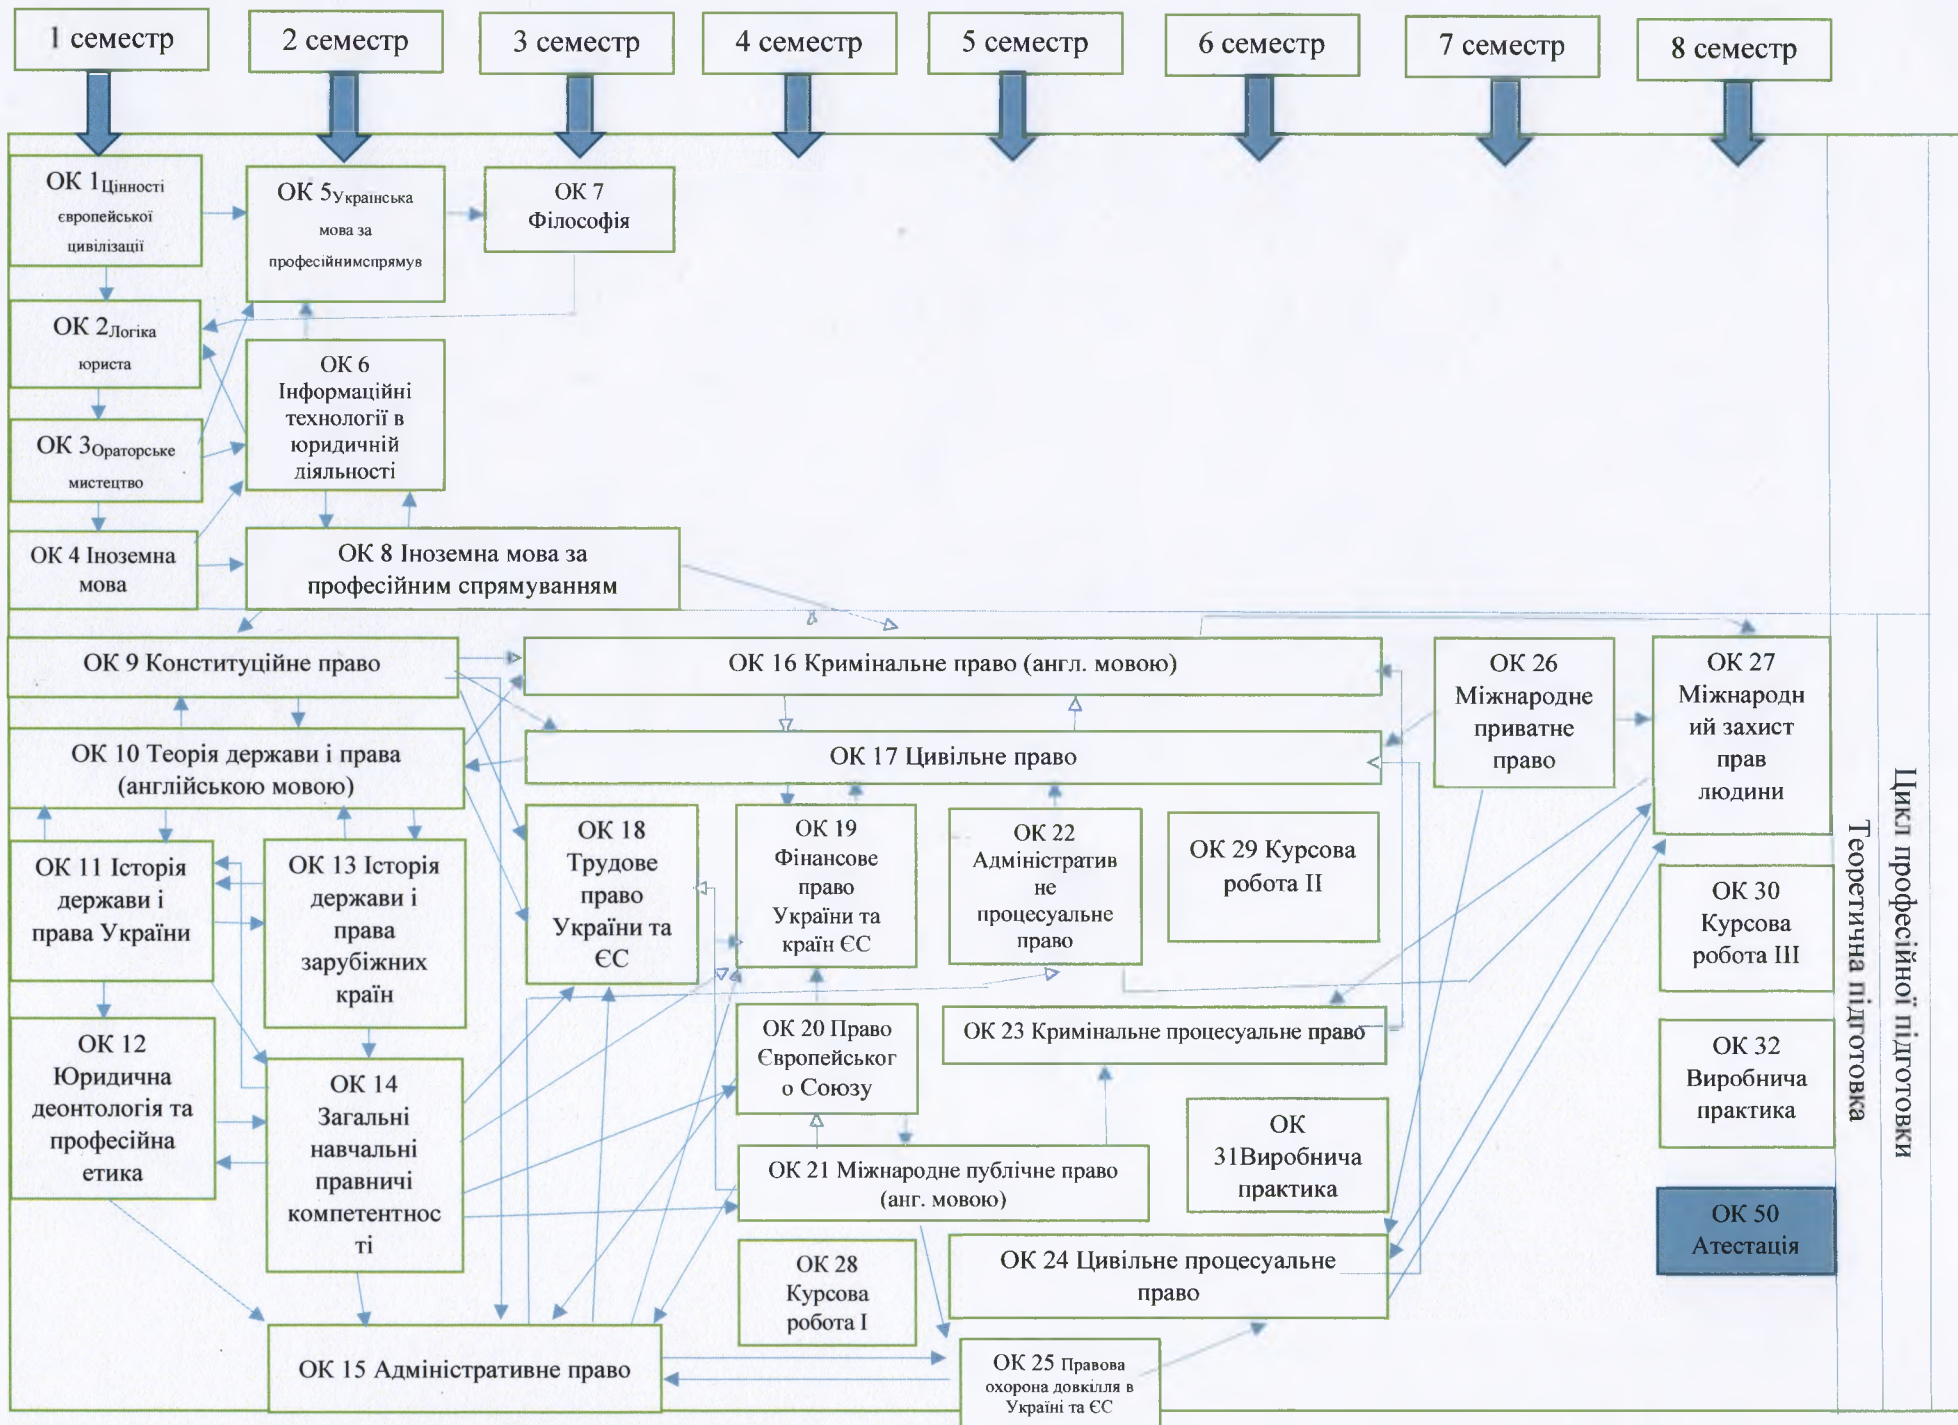 1 семестр
2 семестр
3 семестр
4 семестр
5 семестр
6 семестр
7 семестр
8 семестр
ОК 1Цінності
європейської
цивілізації
ОК 5Українська
мова за
професійнимспрямув
ОК 7
Філософія
ОК 2Логіка
юриста
ОК 6
Інформаційні
технології в
юридичній
діяльності
ОК 3Ораторське
мистецтво
ОК 4 Іноземна
мова
ОК 8 Іноземна мова за
професійним спрямуванням
ОК 9 Конституційне право
ОК 16 Кримінальне право (англ. мовою)
ОК 26
Міжнародне
приватне
право
ОК 27
Міжнародн
ий захист
прав
людини
ОК 10 Теорія держави і права
(англійською мовою)
ОК 17 Цивільне право
ОК 11 Історія
держави і
права України
ОК 13 Історія
держави і
права
зарубіжних
країн
ОК 18
Трудове
право
України та
ЄС
ОК 19
Фінансове
право
України та
країн ЄС
ОК 22
Адміністратив
не
процесуальне
право
ОК 29 Курсова
робота ІІ
ОК 30
Курсова
робота ІІІ
ОК 12
Юридична
деонтологія та
професійна
етика
ОК 14
Загальні
навчальні
правничі
компетентнос
ті
ОК 20 Право
Європейськог
о Союзу
ОК 23 Кримінальне процесуальне право
ОК 32
Виробнича
практика
ОК 21 Міжнародне публічне право
(анг. мовою)
ОК
31Виробнича
практика
ОК 50
Атестація
ОК 28
Курсова
робота І
ОК 24 Цивільне процесуальне
право
ОК 15 Адміністративне право
ОК 25 Правова
охорона довкілля в
Україні та ЄС
Теоретична підготовка
Цикл професійної підготовки